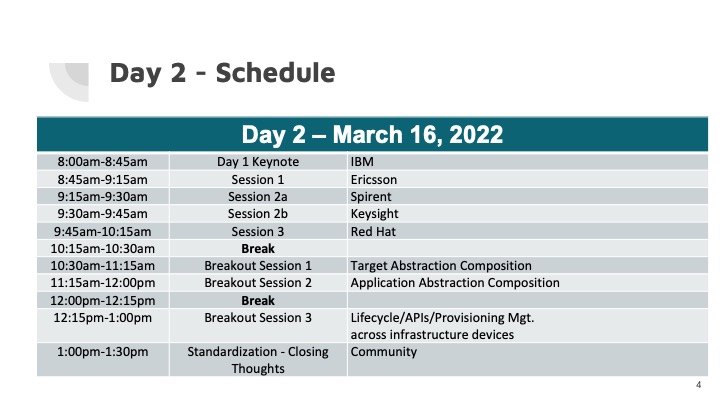 Day 2 - Schedule
Day 2 – March 16, 2022
8:00am-8:45am Day 1 Keynote IBM
8:45am-9:15am Session 1 Ericsson
9:15am-9:30am Session 2a Spirent
9:30am-9:45am Session 2b Keysight
9:45am-10:15am Session 3 Red Hat
10:15am-10:30am Break
10:30am-11:15am Breakout Session 1 Target Abstraction Composition
11:15am-12:00pm Breakout Session 2 Application Abstraction Composition
12:00pm-12:15pm Break
12:15pm-1:00pm Breakout Session 3 Lifecycle/APIs/Provisioning Mgt.
across infrastructure devices
1:00pm-1:30pm Standardization - Closing Community
Thoughts
4